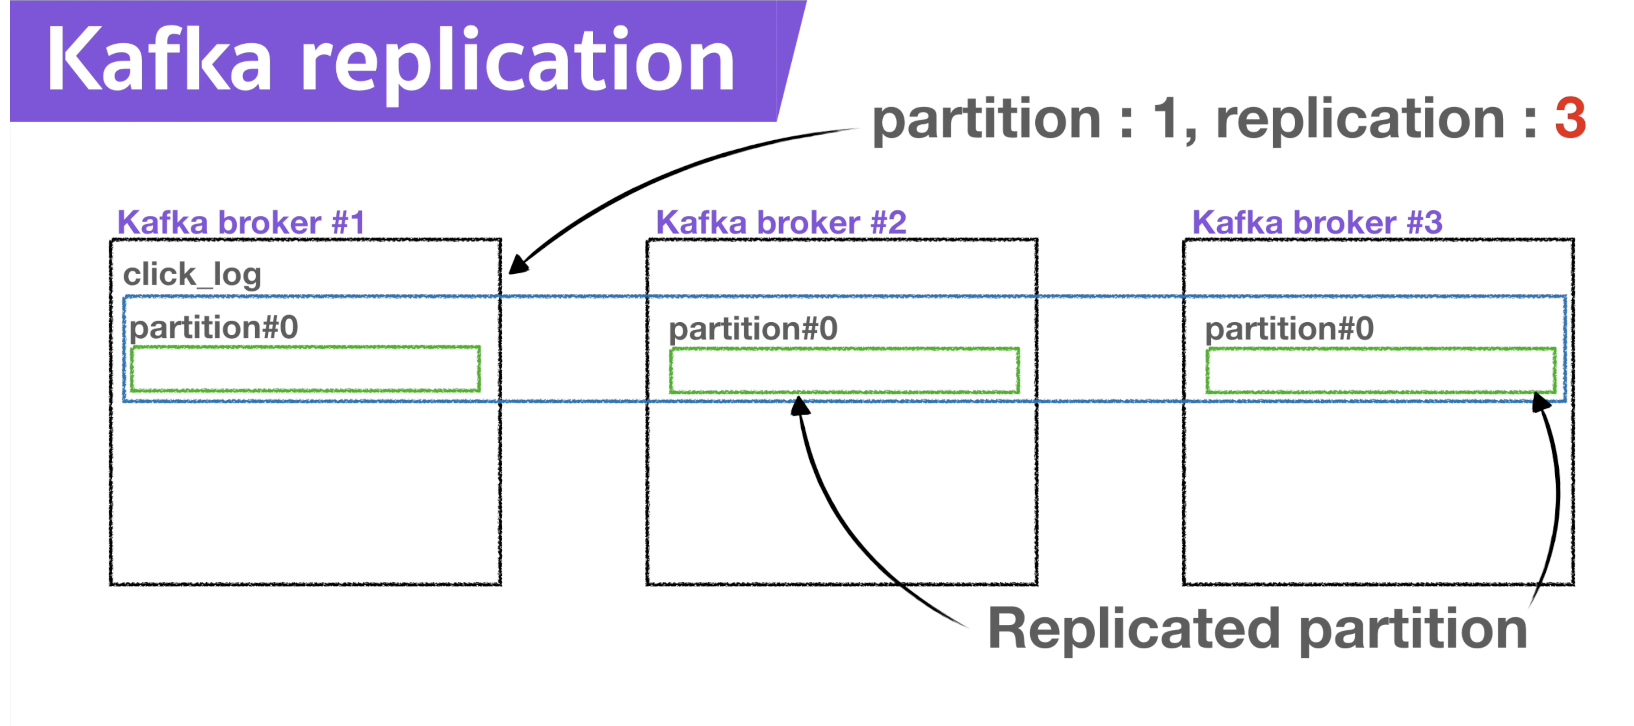 Kafka replication
partition : 1, replication : 3
Kafka broker #1
Kafka broker #2
Kafka broker #3
click_log
partition#0
partition#0
partition#0
Replicated partition